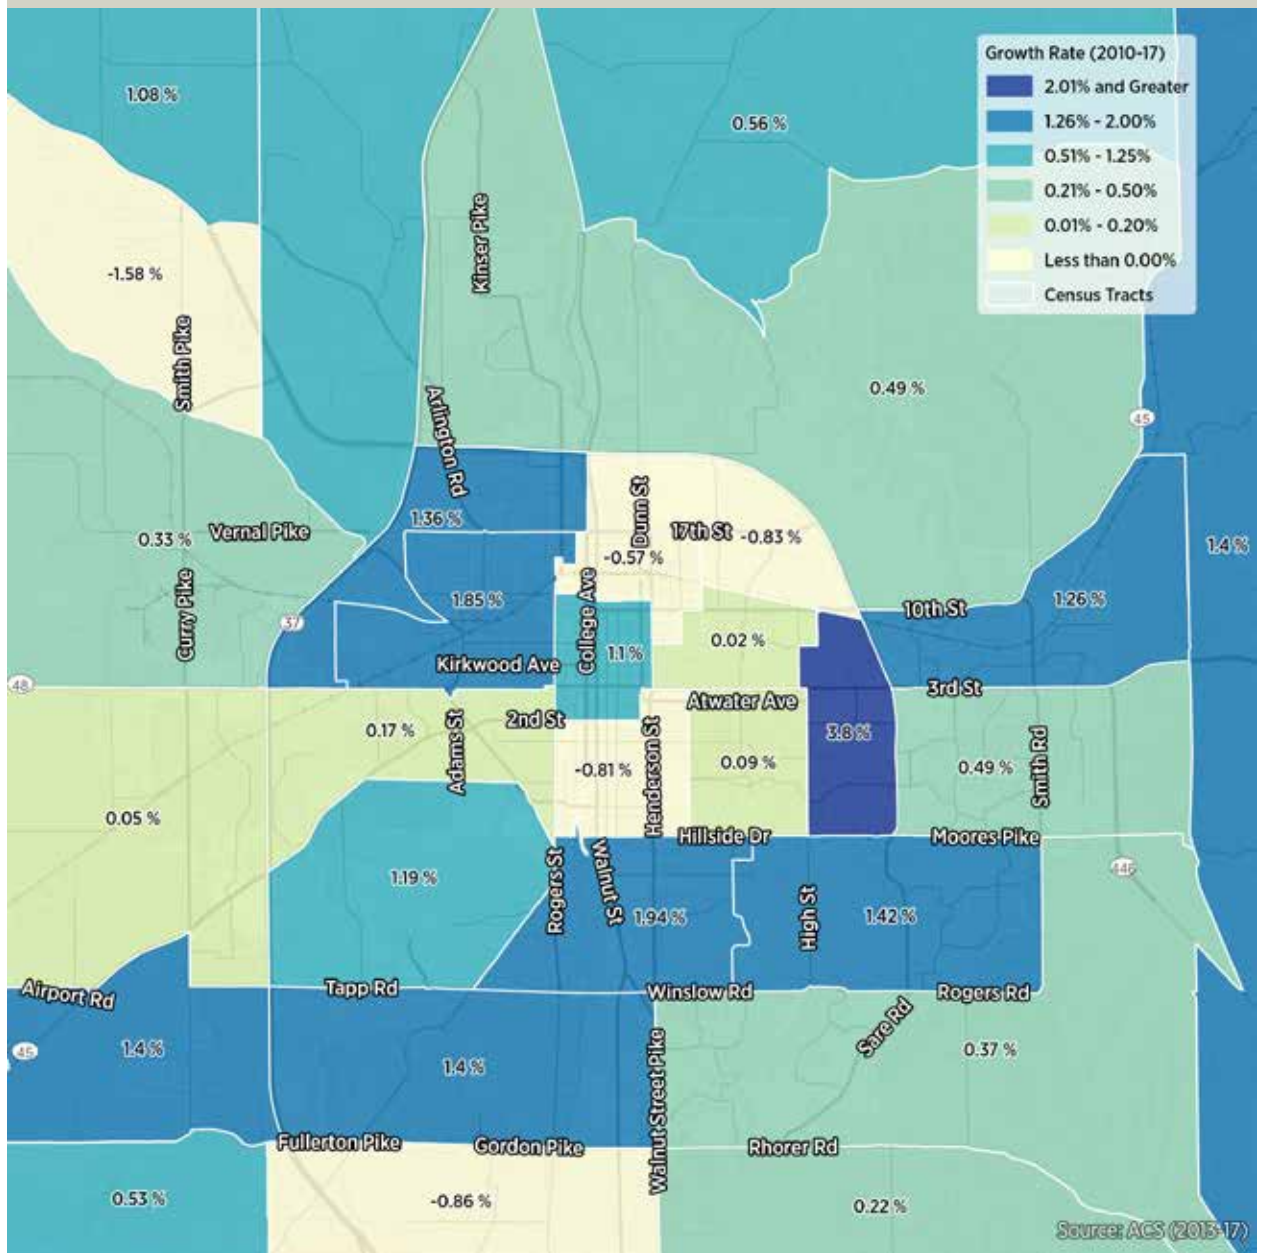 Growth Rate (2010-17)
2.01% and Greater
1.26% - 2.00%
0.51% - 1.25%
0.21% - 0.50%
0.01% - 0.20%
Less than 0.00%
Census Tracts
1.08 %
0.56 %
Kinser Pike
-1.58 %
Smith Pike
0.49 %
45
Arlington Rd
1.36 %
Dunn St
17th St
-0.83 %
0.33 %
Vernal Pike
-0.57 %
1.4 %
Curry Pike
1.85 %
College Ave
10th St
1.26 %
37
Kirkwood Ave
1.1 %
0.02 %
48
3rd St
Atwater Ave
2nd St
0.17 %
Adams St
Henderson St
3.8 %
-0.81 %
0.09 %
0.49 %
Smith Rd
0.05 %
Hillside Dr
Moores Pike
446
1.19 %
Rogers St
Walnut St
1.94 %
High St
1.42 %
Airport Rd
Tapp Rd
Winslow Rd
Rogers Rd
Sare Rd
45
1.4 %
1.4 %
0.37 %
Walnut Street Pike
Fullerton Pike
Gordon Pike
Rhorer Rd
0.53 %
-0.86 %
0.22 %
Source: ACS (2013-17)